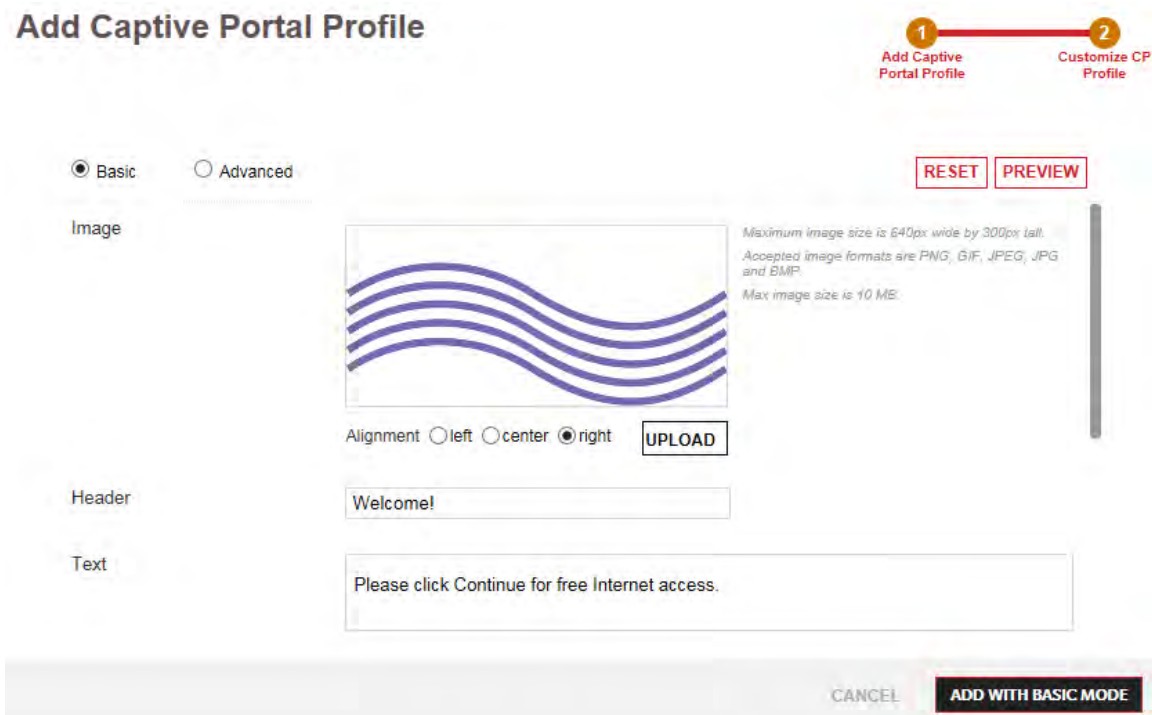 Add Captive Portal Profile
1
2
Add Captive
Portal Profile
Customize CP
Profile
Basic
Advanced
RESET
PREVIEW
Image
Maximum image size is 640px wide by 300px tall.
Accepted image formats are PNG, GIF, JPEG, JPG
and BMP.
Max image size is 10 MB.
Alignment left center right
UPLOAD
Header
Welcome!
Text
Please click Continue for free Internet access.
CANCEL
ADD WITH BASIC MODE